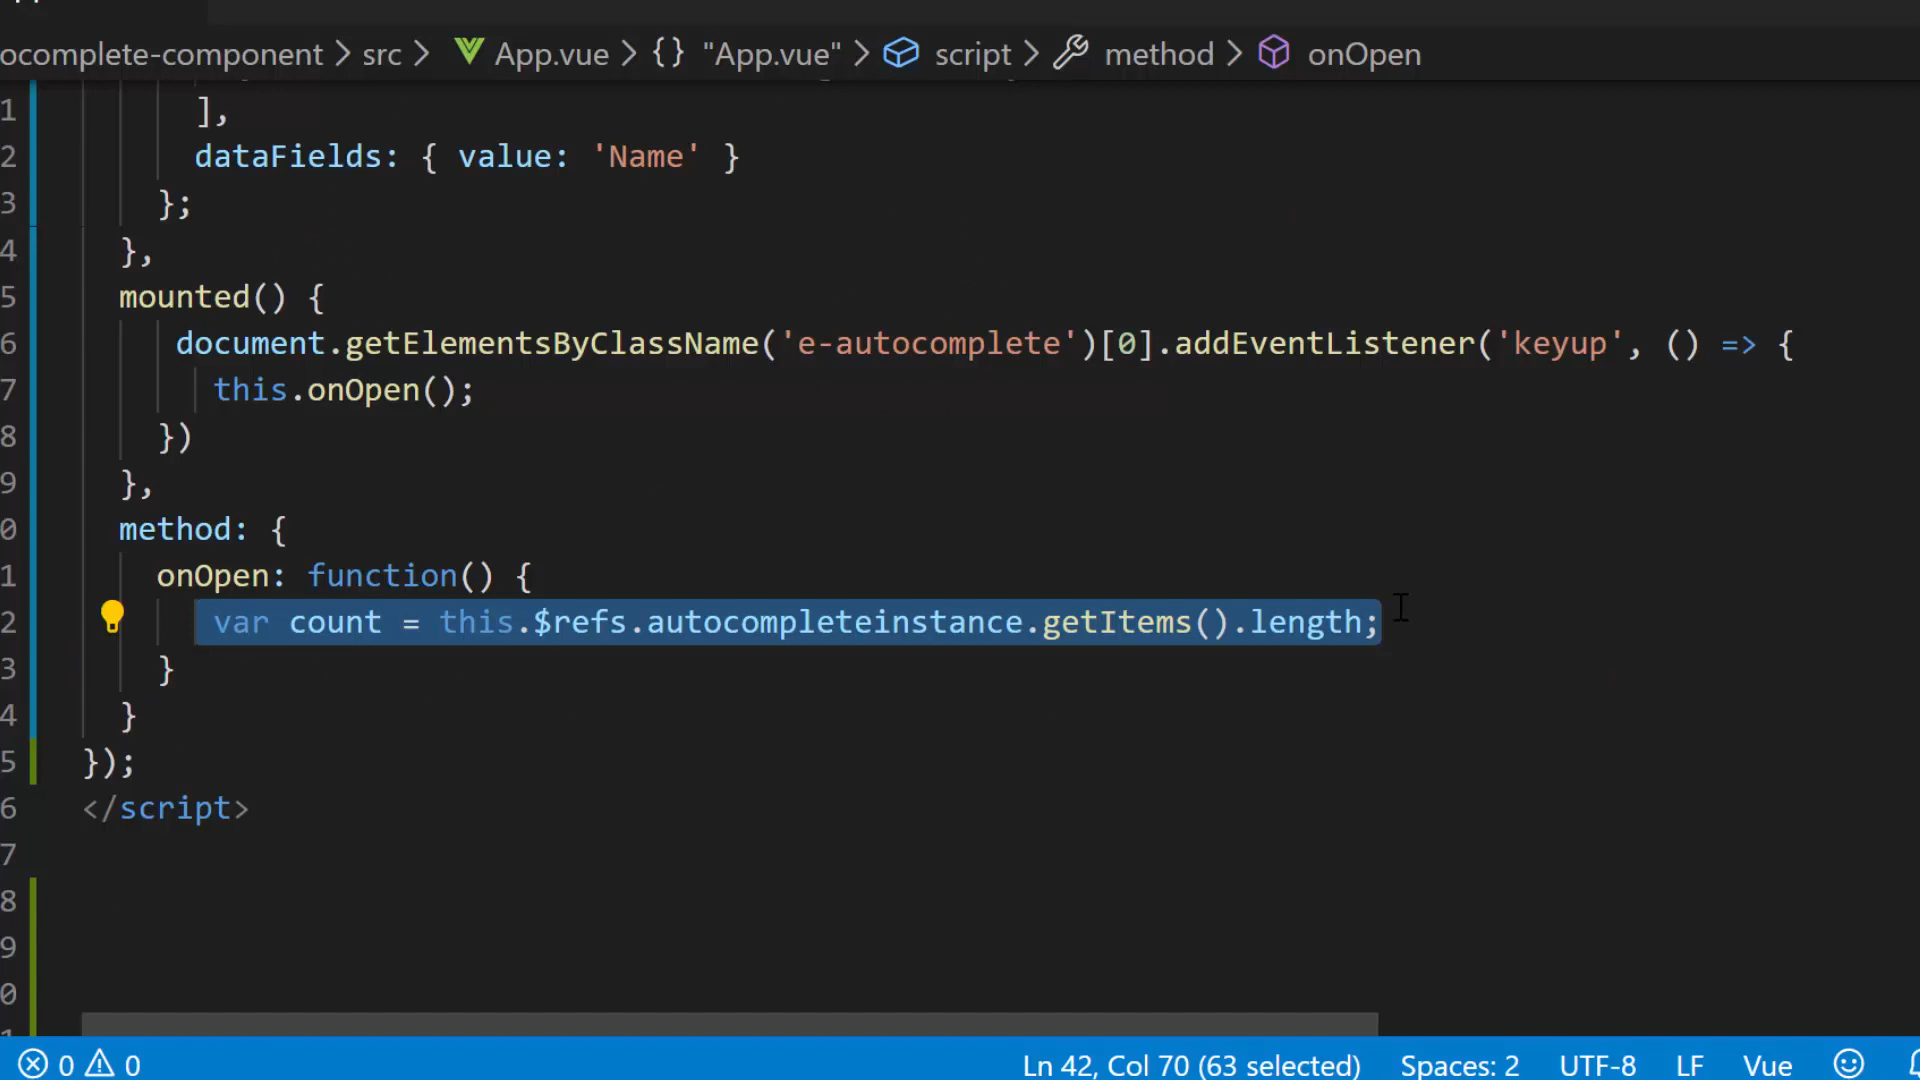 ocomplete-component > src > App.vue > {} "App.vue" > script > method > onOpen
1 ],
2 dataFields: { value: 'Name' }
3 };
4 },
5 mounted() {
6 document.getElementsByClassName('e-autocomplete')[0].addEventListener('keyup', () => {
7 this.onOpen();
8 })
9 },
0 method: {
1 onOpen: function() {
2 var count = this.$refs.autocompleteinstance.getItems().length;
3 }
4 }
5 });
6 </script>
7
8
9
0
0 0 Ln 42, Col 70 (63 selected) Spaces: 2 UTF-8 LF Vue